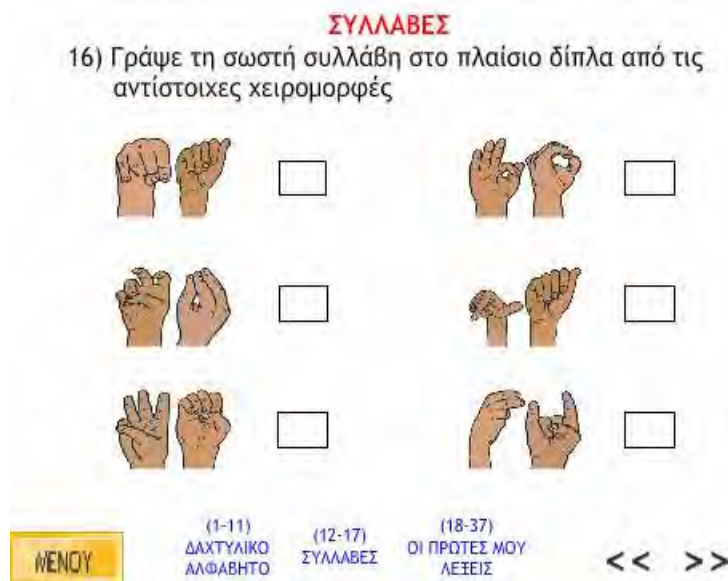 ΣΥΛΛΑΒΕΣ
16) Γράψε τη σωστή συλλάβη στο πλαίσιο δίπλα από τις
αντίστοιχες χειρομορφές
ΜΕΝΟΥ
(1-11)
ΔΑΧΤΥΛΙΚΟ
ΑΛΦΑΒΗΤΟ
(12-17)
ΣΥΛΛΑΒΕΣ
(18-37)
ΟΙ ΠΡΩΤΕΣ ΜΟΥ
ΛΕΞΕΙΣ
<< >>